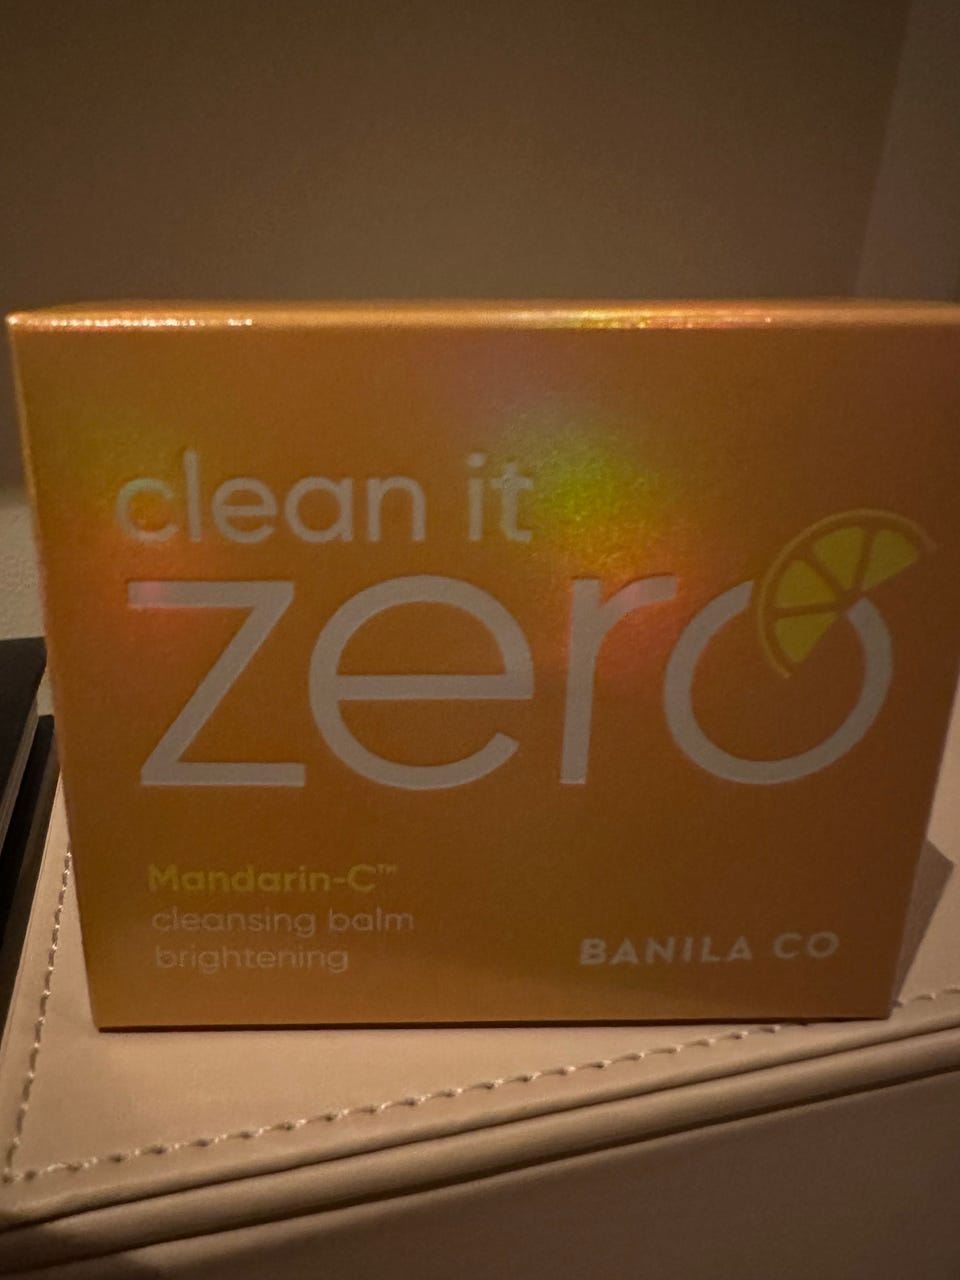 clean it
zero
Mandarin-C™
cleansing balm
brightening
BANILA CO